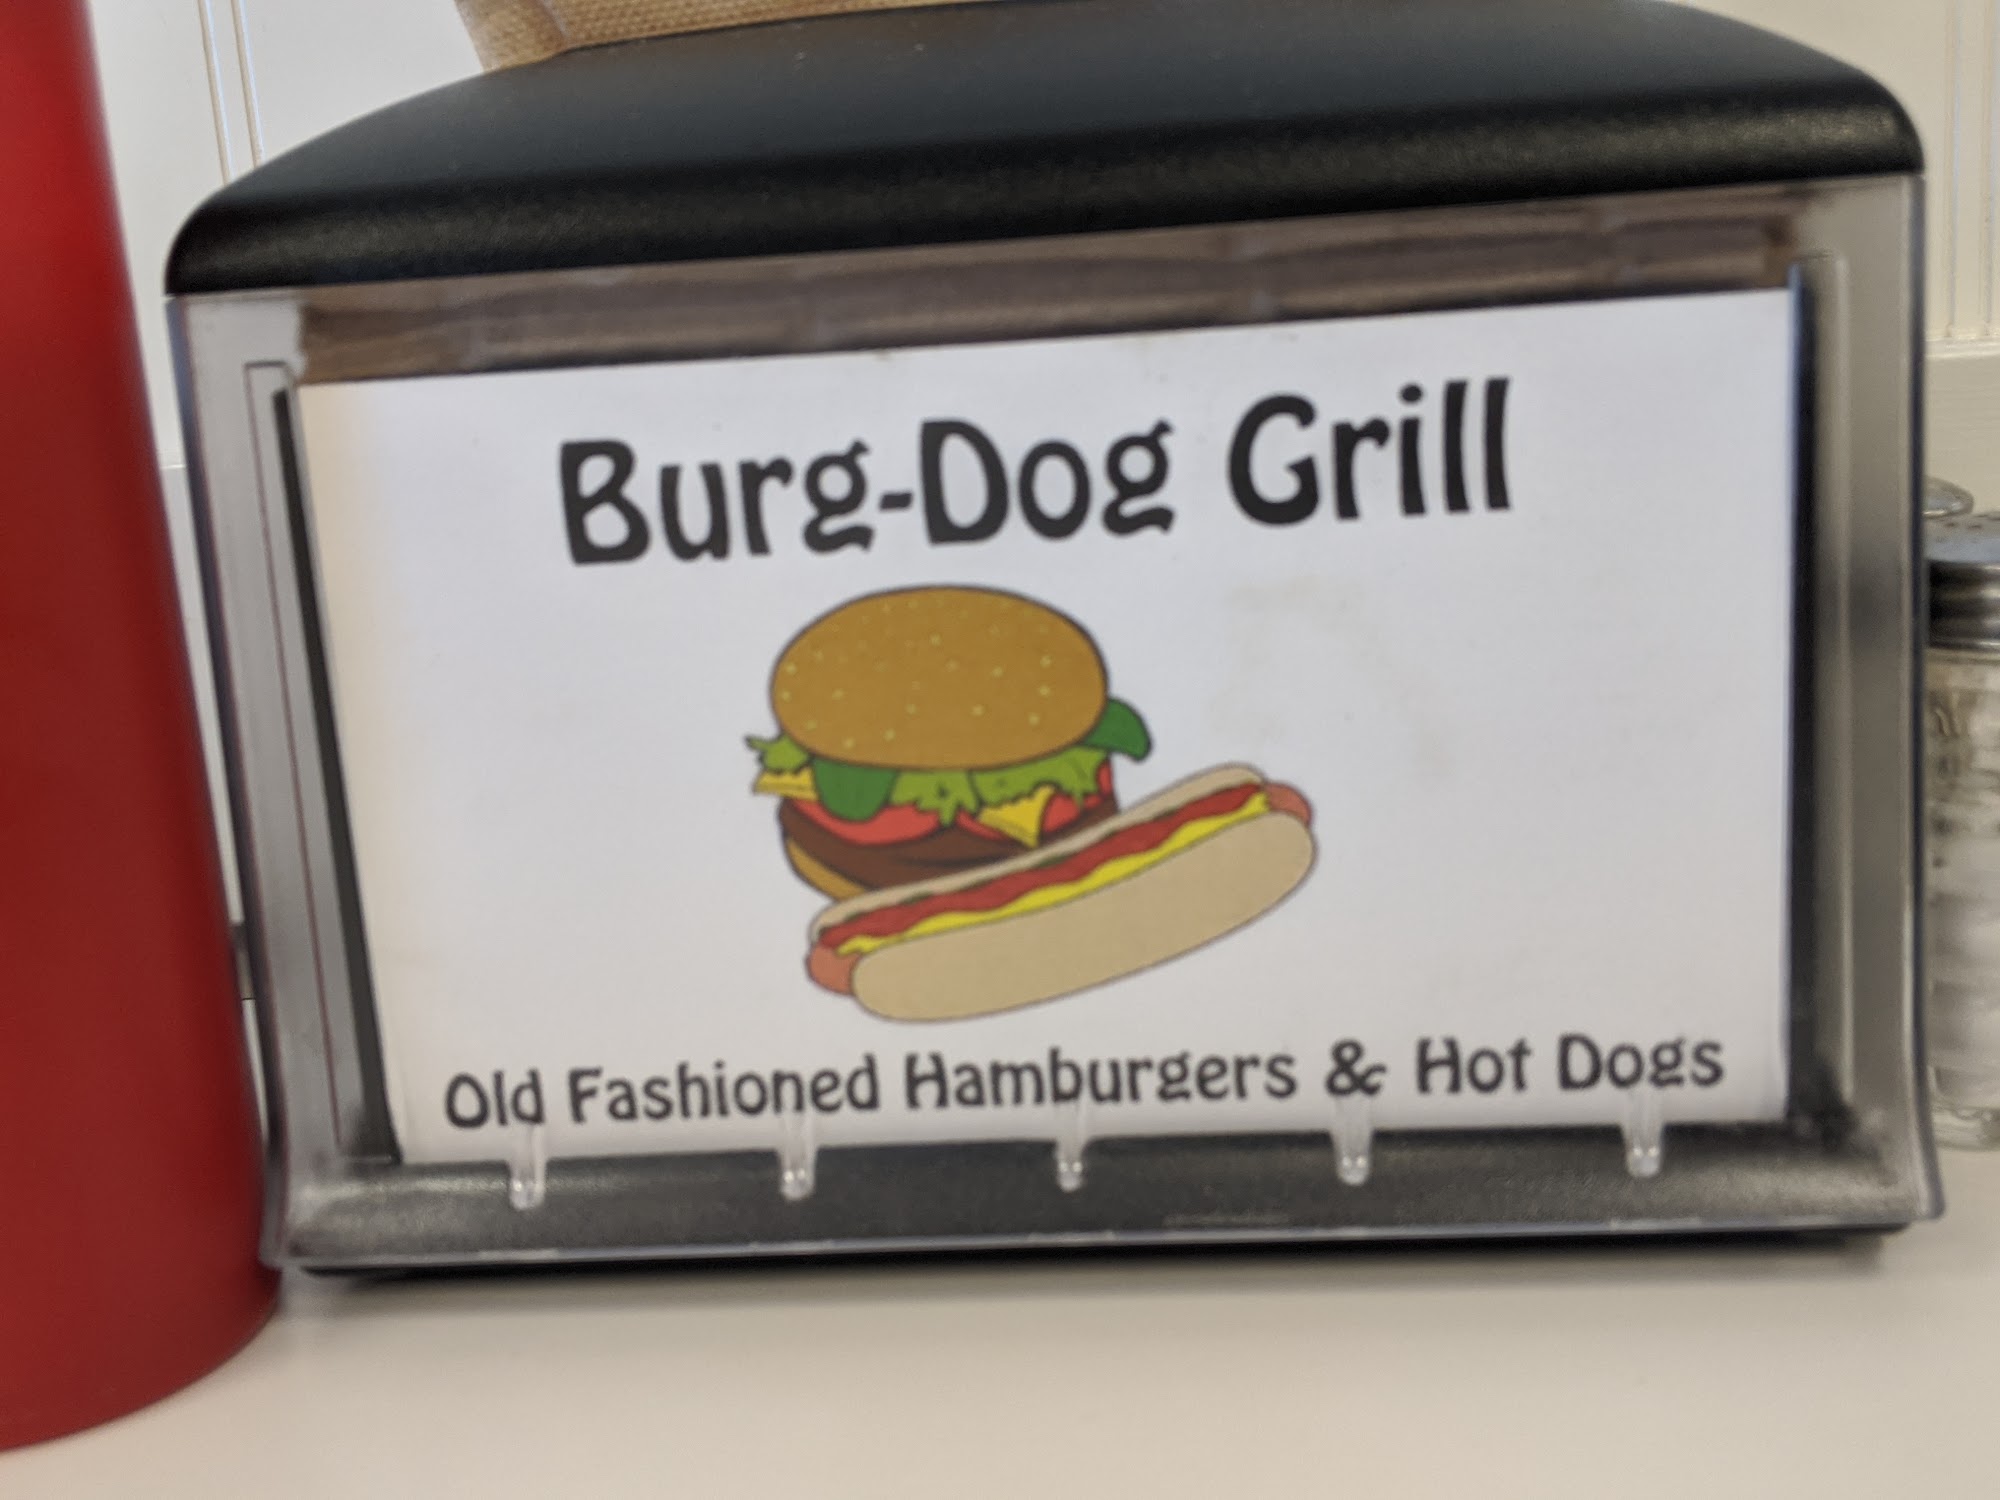 Burg-Dog Grill
Old Fashioned Hamburgers & Hot Dogs